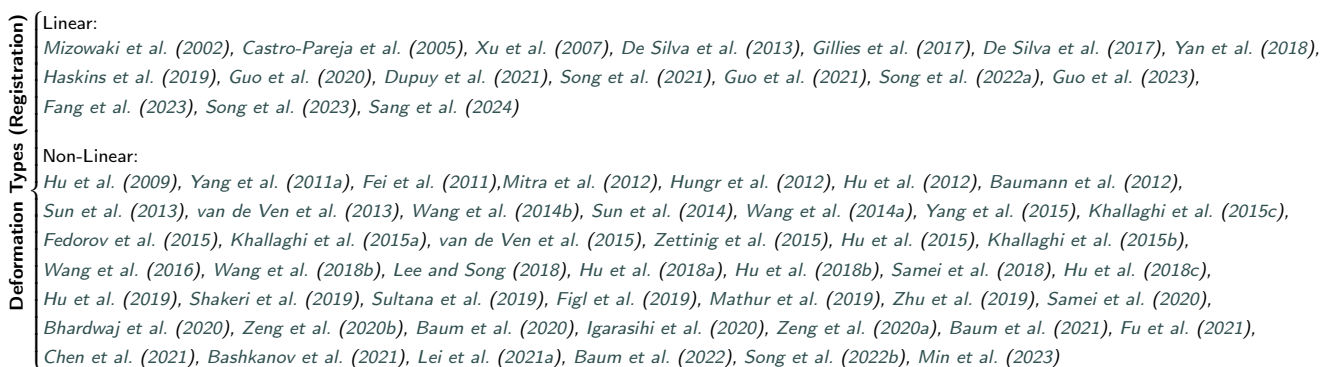 Deformation Types (Registration)
Linear:
Mizowaki et al. (2002), Castro-Pareja et al. (2005), Xu et al. (2007), De Silva et al. (2013), Gillies et al. (2017), De Silva et al. (2017), Yan et al. (2018),
Haskins et al. (2019), Guo et al. (2020), Dupuy et al. (2021), Song et al. (2021), Guo et al. (2021), Song et al. (2022a), Guo et al. (2023),
Fang et al. (2023), Song et al. (2023), Sang et al. (2024)
Non-Linear:
Hu et al. (2009), Yang et al. (2011a), Fei et al. (2011),Mitra et al. (2012), Hungr et al. (2012), Hu et al. (2012), Baumann et al. (2012),
Sun et al. (2013), van de Ven et al. (2013), Wang et al. (2014b), Sun et al. (2014), Wang et al. (2014a), Yang et al. (2015), Khallaghi et al. (2015c),
Fedorov et al. (2015), Khallaghi et al. (2015a), van de Ven et al. (2015), Zettinig et al. (2015), Hu et al. (2015), Khallaghi et al. (2015b),
Wang et al. (2016), Wang et al. (2018b), Lee and Song (2018), Hu et al. (2018a), Hu et al. (2018b), Samei et al. (2018), Hu et al. (2018c),
Hu et al. (2019), Shakeri et al. (2019), Sultana et al. (2019), Figl et al. (2019), Mathur et al. (2019), Zhu et al. (2019), Samei et al. (2020),
Bhardwaj et al. (2020), Zeng et al. (2020b), Baum et al. (2020), Igarasihi et al. (2020), Zeng et al. (2020a), Baum et al. (2021), Fu et al. (2021),
Chen et al. (2021), Bashkanov et al. (2021), Lei et al. (2021a), Baum et al. (2022), Song et al. (2022b), Min et al. (2023)